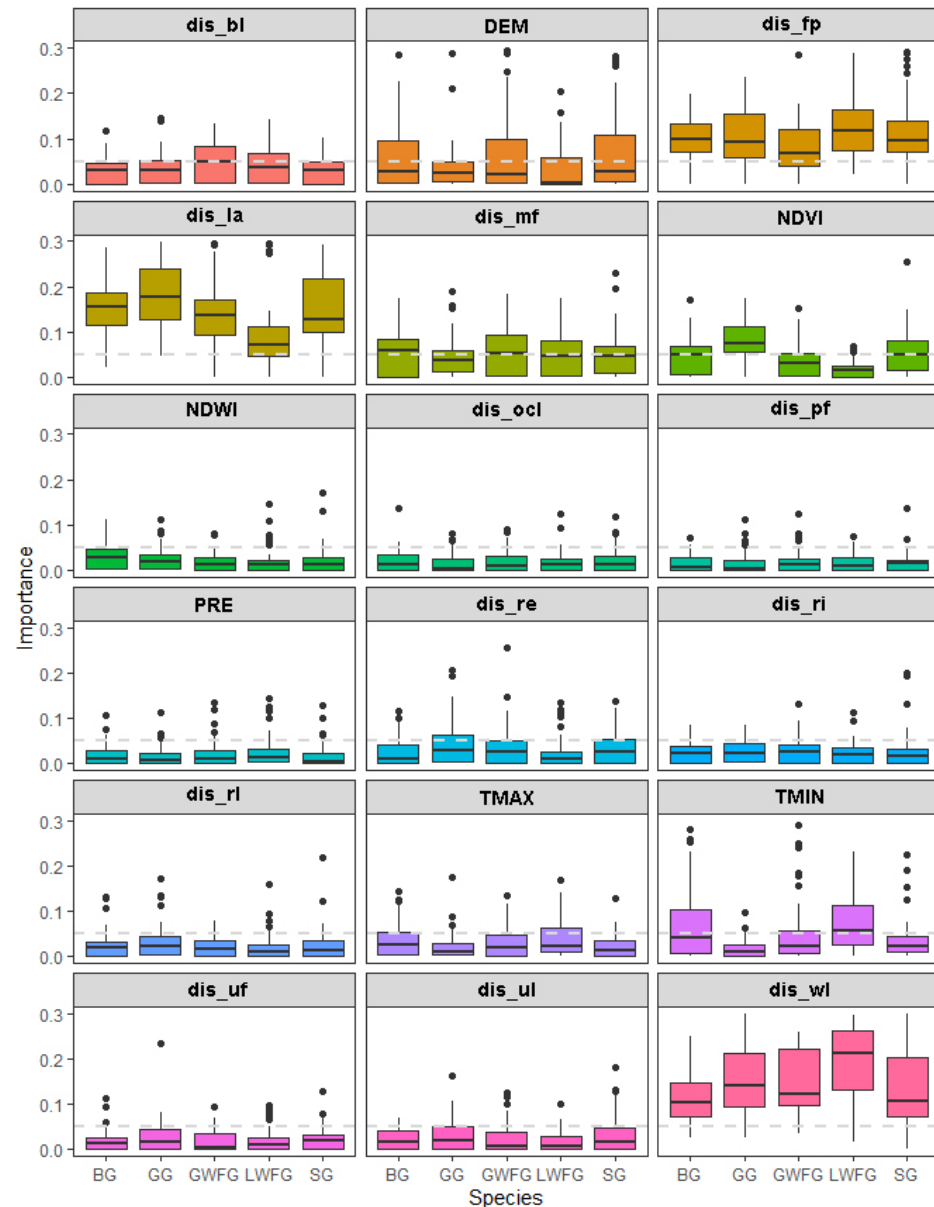 dis_bl DEM dis_fp
0.3
0.2
0.1
0.0
dis_la dis_mf NDVI
0.3
0.2
0.1
0.0
NDWI dis_ocl dis_pf
0.3
0.2
0.1
0.0
Importance
PRE dis_re dis_ri
0.3
0.2
0.1
0.0
dis_rl TMAX TMIN
0.3
0.2
0.1
0.0
dis_uf dis_ul dis_wl
0.3
0.2
0.1
0.0
BG GG GWFG LWFG SG BG GG GWFG LWFG SG BG GG GWFG LWFG SG
Species